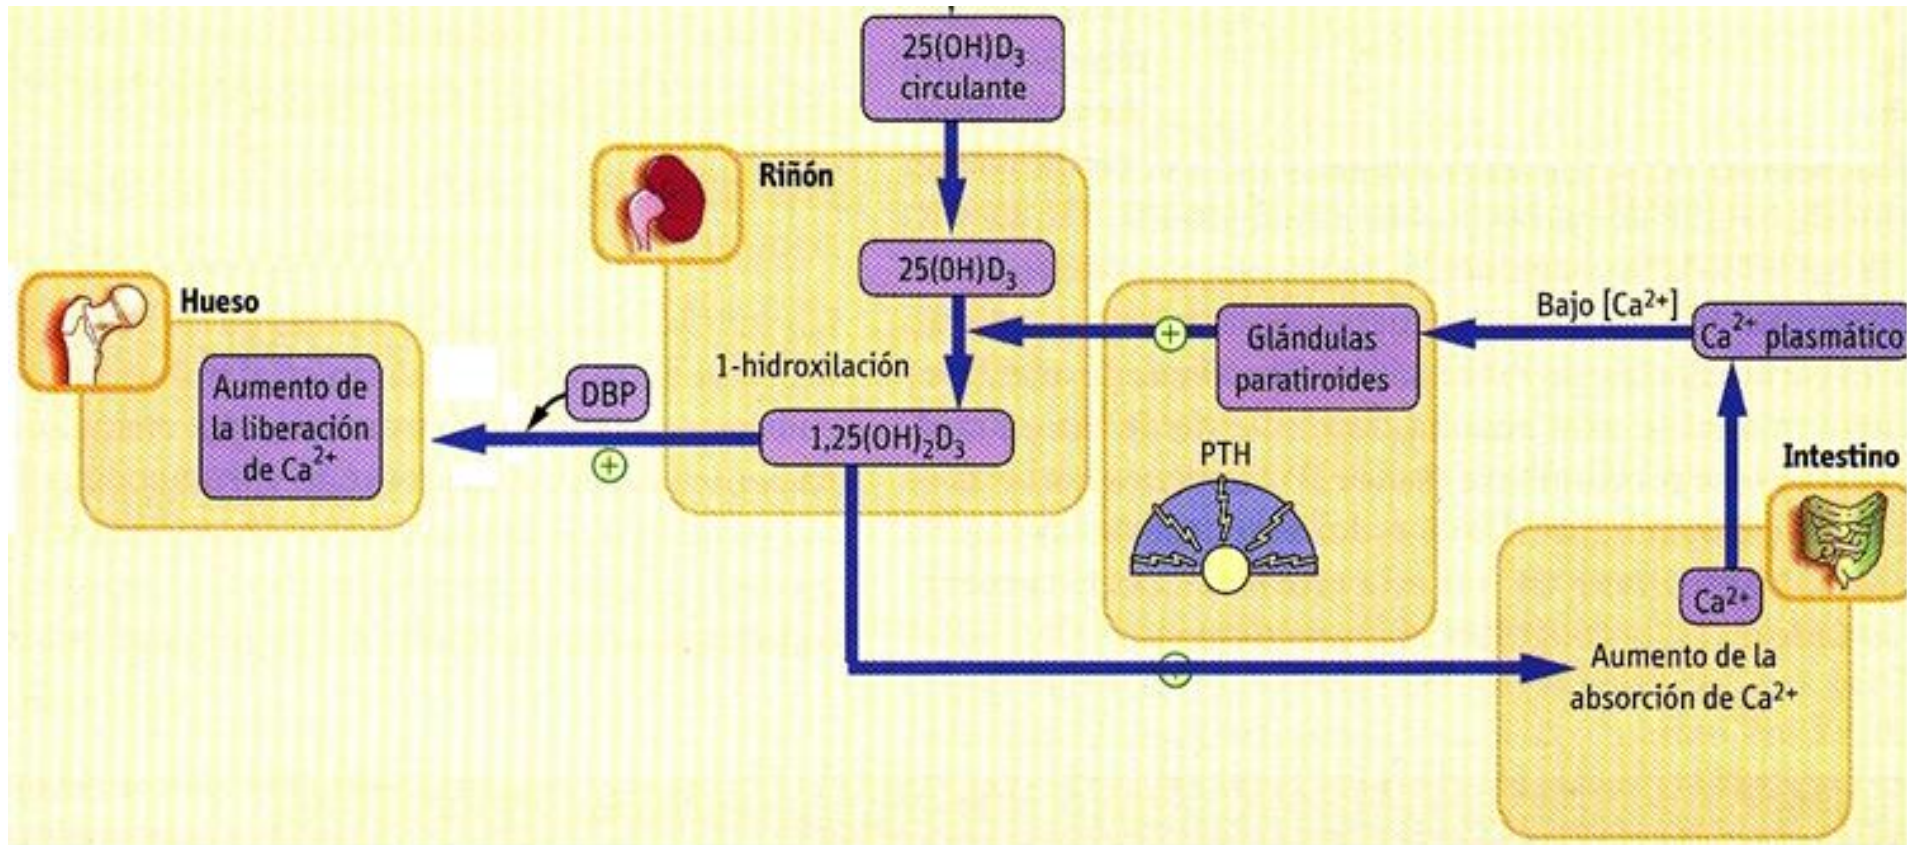 25(OH)D₃
circulante
Riñón
25(0H)D₃
Hueso
Bajo [Ca²⁺]
Ca²⁺ plasmático
Glándulas
paratiroides
1-hidroxilación
Aumento de
la liberación
de Ca²⁺
DBP
+
+
1,25(OH)₂D₃
PTH
Intestino
Ca²⁺
Aumento de la
absorción de Ca²⁺
+